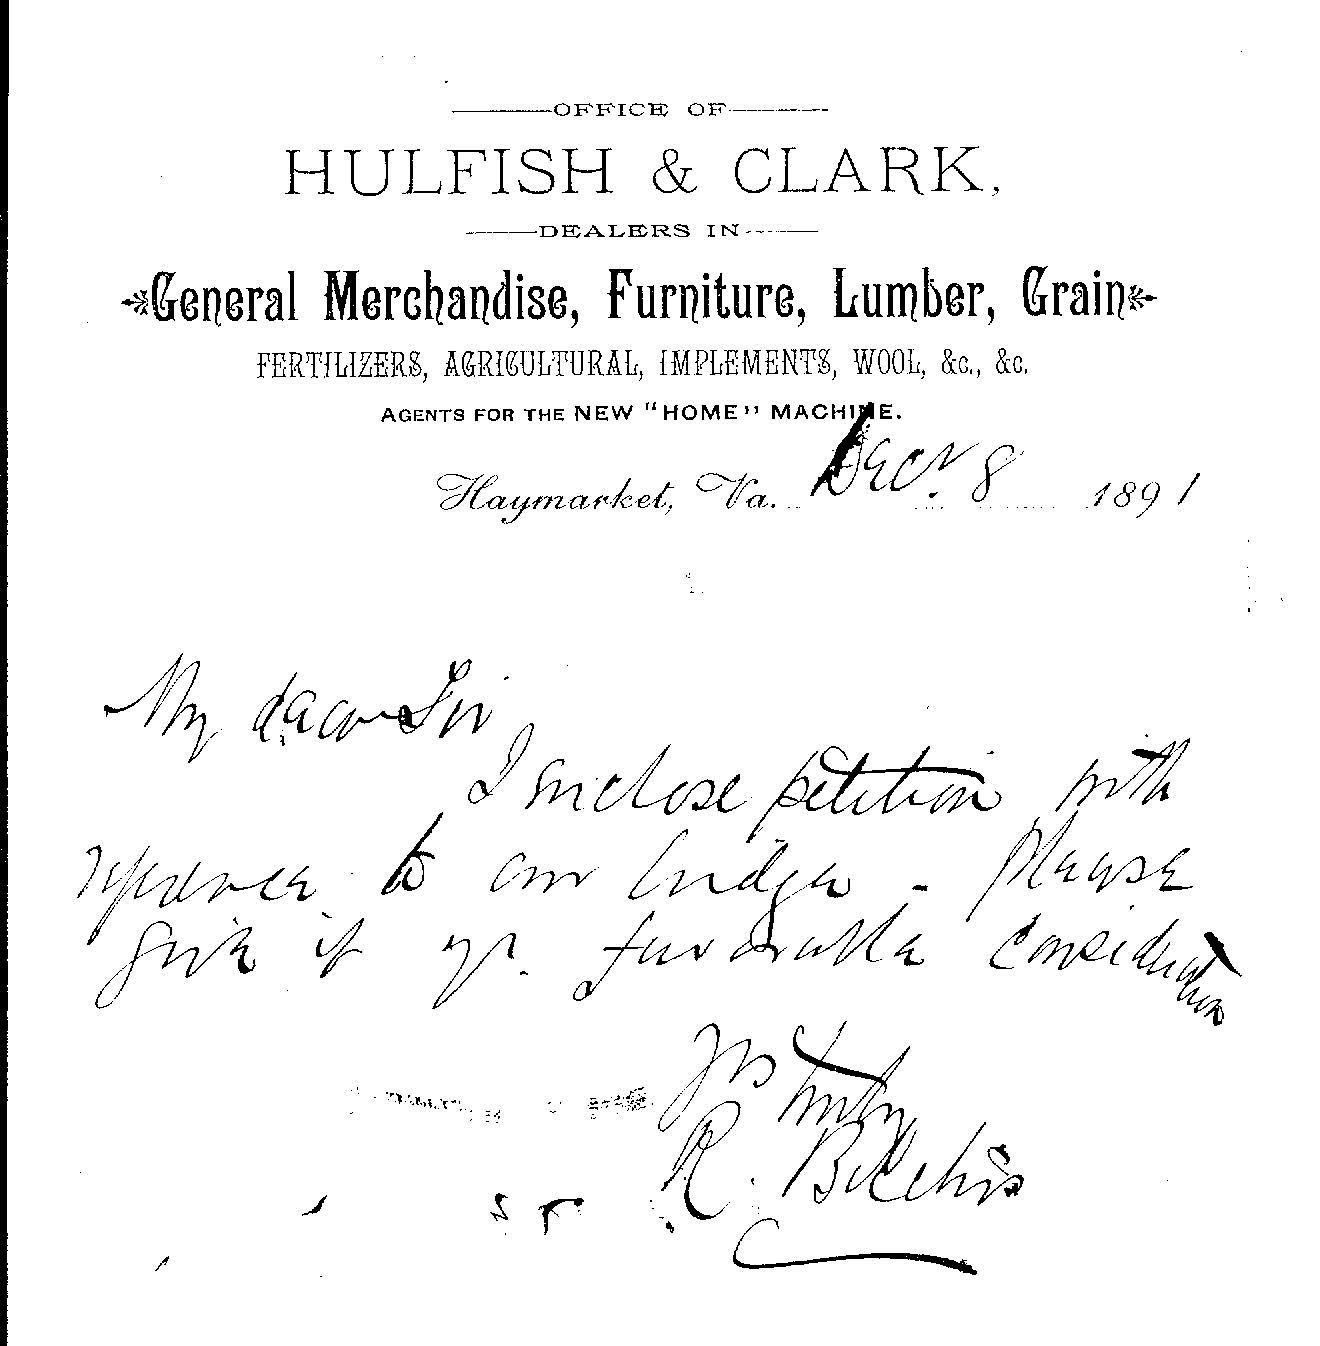 OFFICE OF
HULFISH & CLARK,
DEALERS IN
General Merchandise, Furniture, Lumber, Grain
FERTILIZERS, AGRICULTURAL, IMPLEMENTS, WOOL, &c., &c.
AGENTS FOR THE NEW "HOME" MACHINE.
Haymarket, Va. Decr. 8 1891
My dear Sir
I enclose petition with
reference to our bridge - Please
give it yr. favorable consideration
Yrs truly
R.